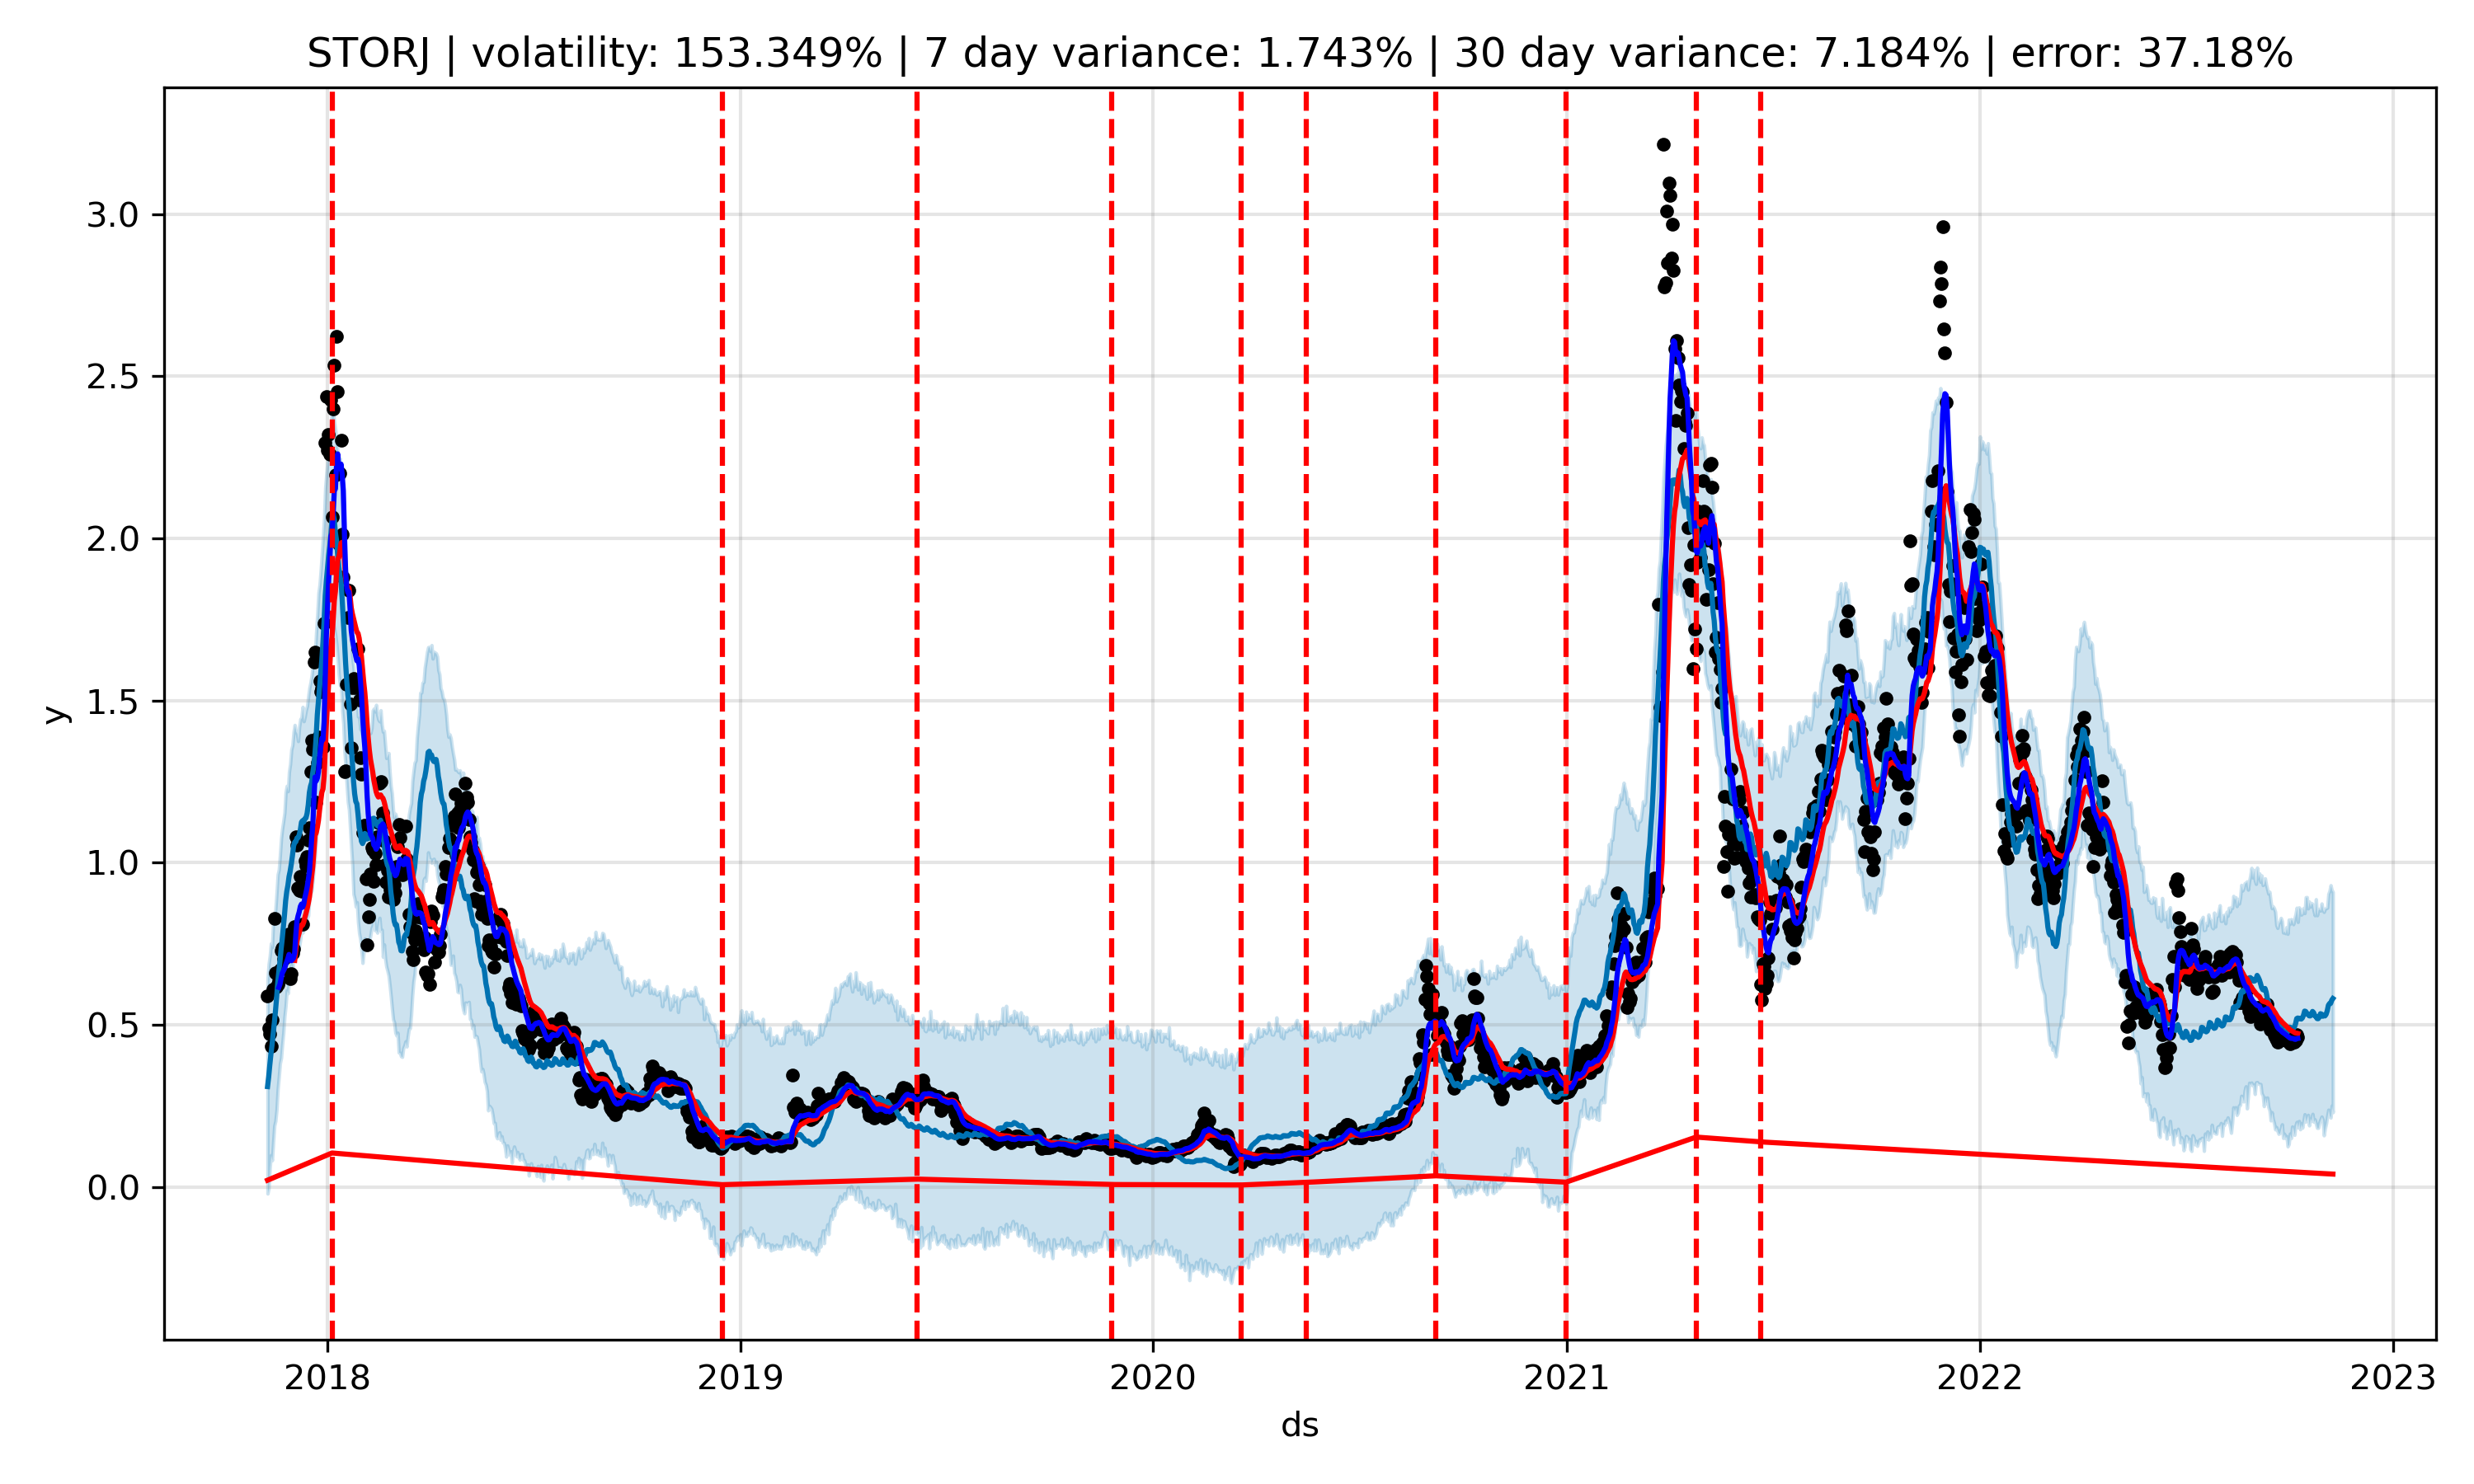 STORJ | volatility: 153.349% | 7 day variance: 1.743% | 30 day variance: 7.184% | error: 37.18%
3.0
2.5
2.0
1.5
1.0
0.5
0.0
y
2018 2019 2020 2021 2022 2023
ds